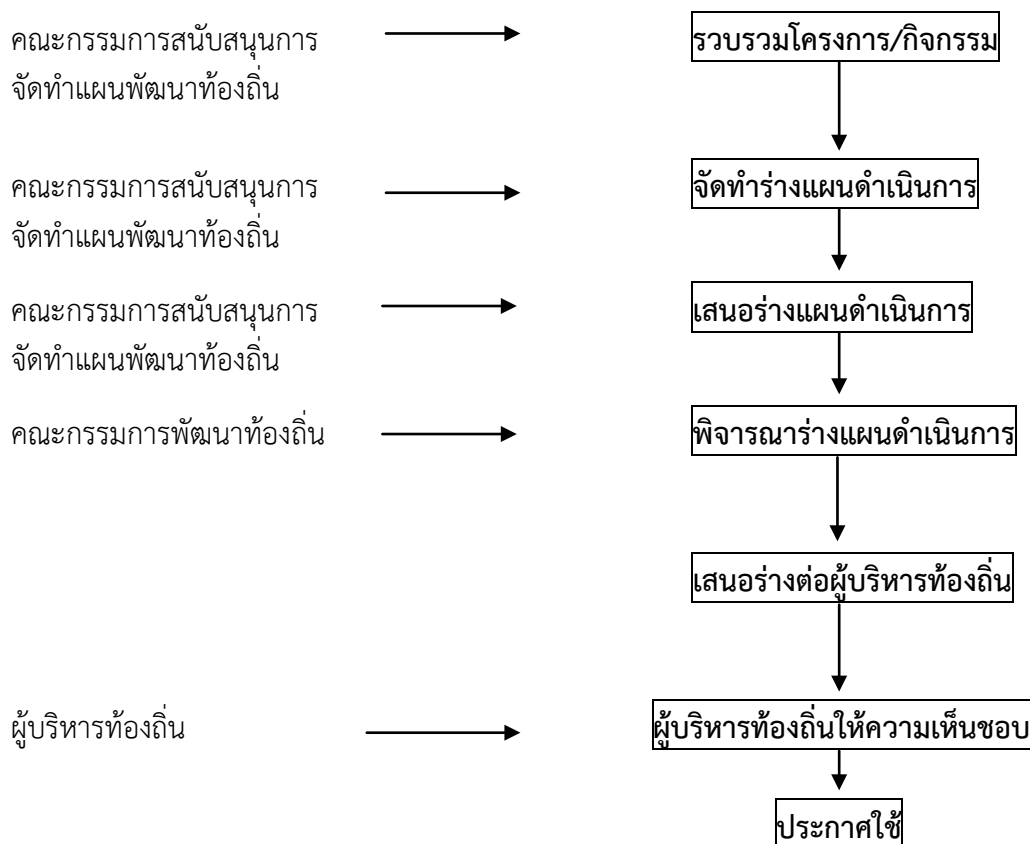 คณะกรรมการสนับสนุนการ
จัดทำแผนพัฒนาท้องถิ่น
รวบรวมโครงการ/กิจกรรม
คณะกรรมการสนับสนุนการ
จัดทำแผนพัฒนาท้องถิ่น
จัดทำร่างแผนดำเนินการ
คณะกรรมการสนับสนุนการ
จัดทำแผนพัฒนาท้องถิ่น
เสนอร่างแผนดำเนินการ
คณะกรรมการพัฒนาท้องถิ่น
พิจารณาร่างแผนดำเนินการ
เสนอร่างต่อผู้บริหารท้องถิ่น
ผู้บริหารท้องถิ่น
ผู้บริหารท้องถิ่นให้ความเห็นชอบ
ประกาศใช้